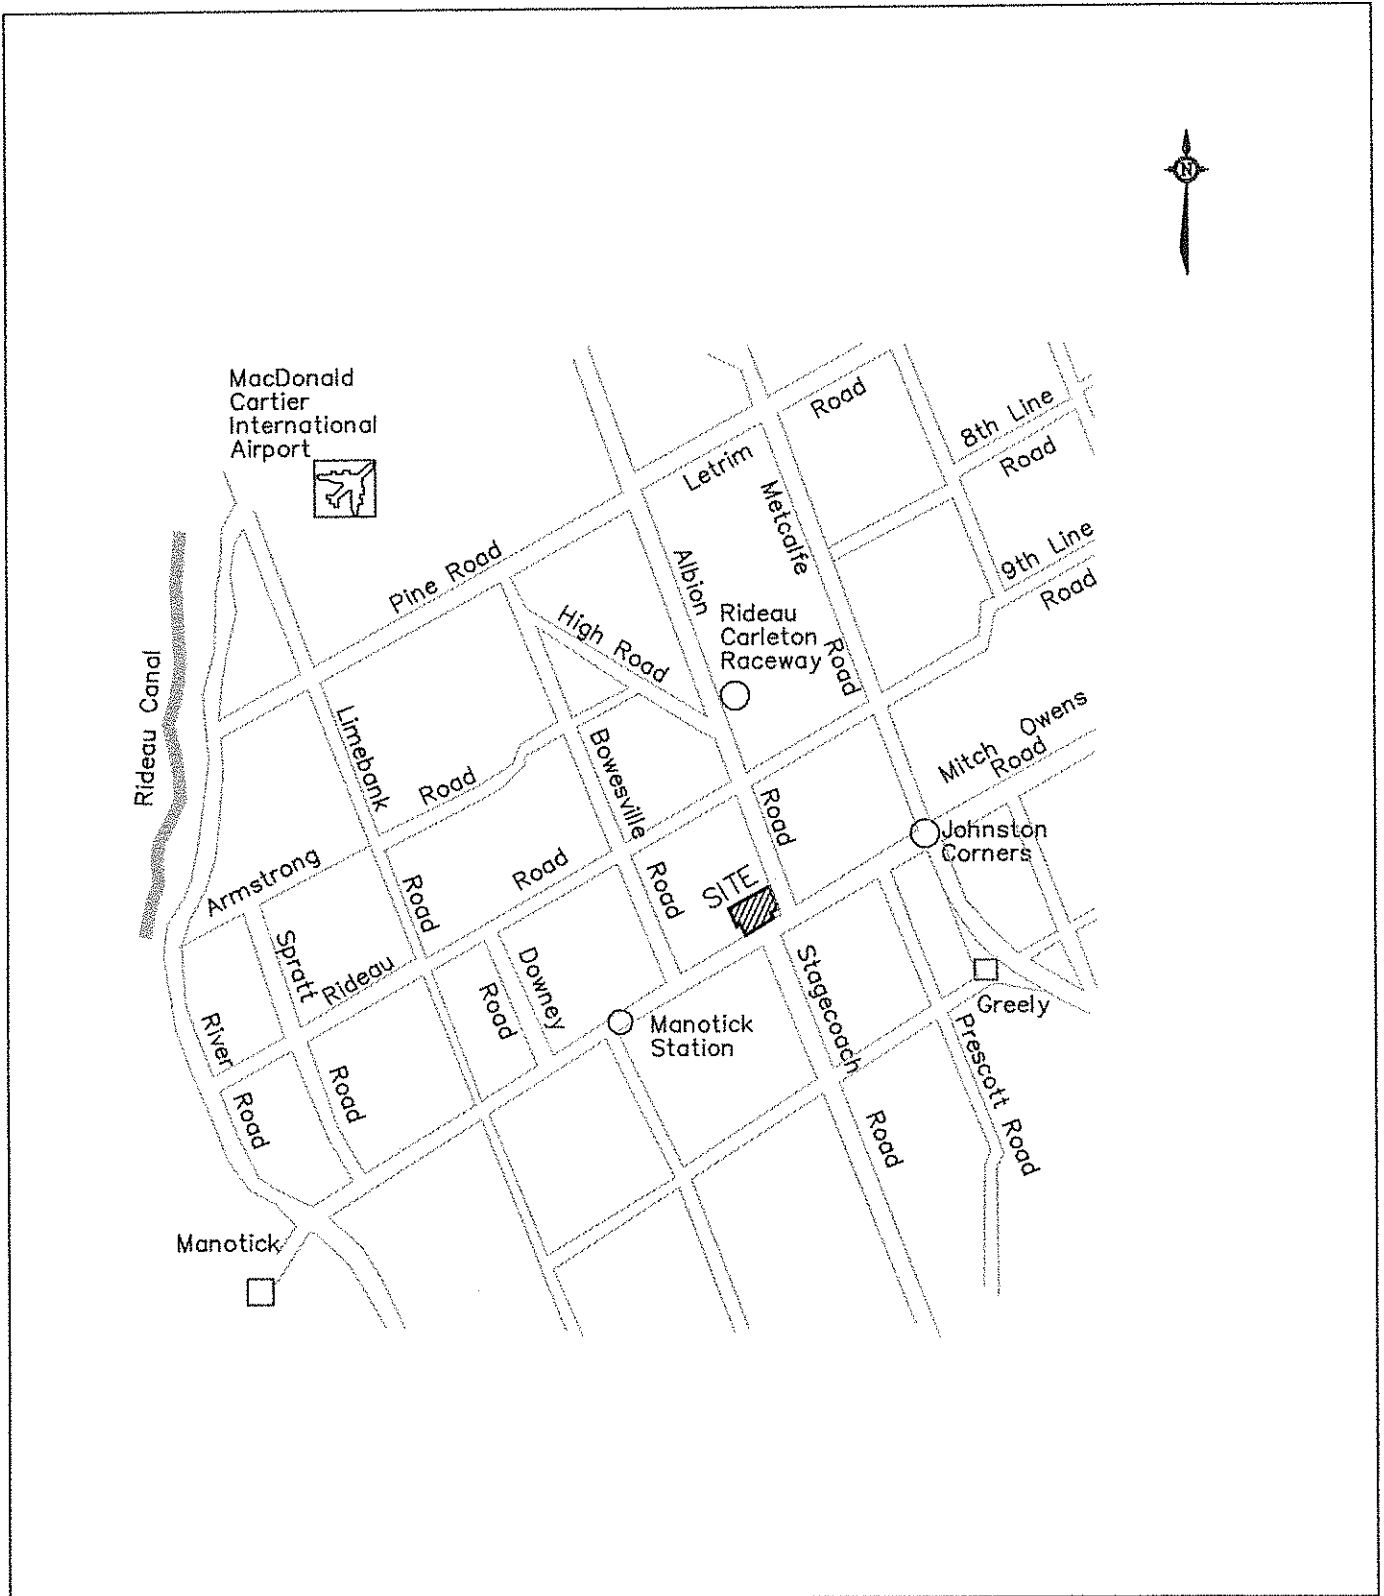 N
MacDonald
Cartier
International
Airport
Road
8th Line
Road
Letrim
Metcalfe
9th Line
Road
Pine Road
Albion
High Road
Rideau
Carleton
Raceway
Road
Rideau Canal
Limebank
Mitch Owens
Road
Road
Bowesville
Road
Johnston
Corners
Armstrong
Road
Road
Road
SITE
Spratt
Rideau
Downey
Stagecoach
Road
Greely
River
Manotick
Station
Prescott Road
Road
Road
Road
Manotick